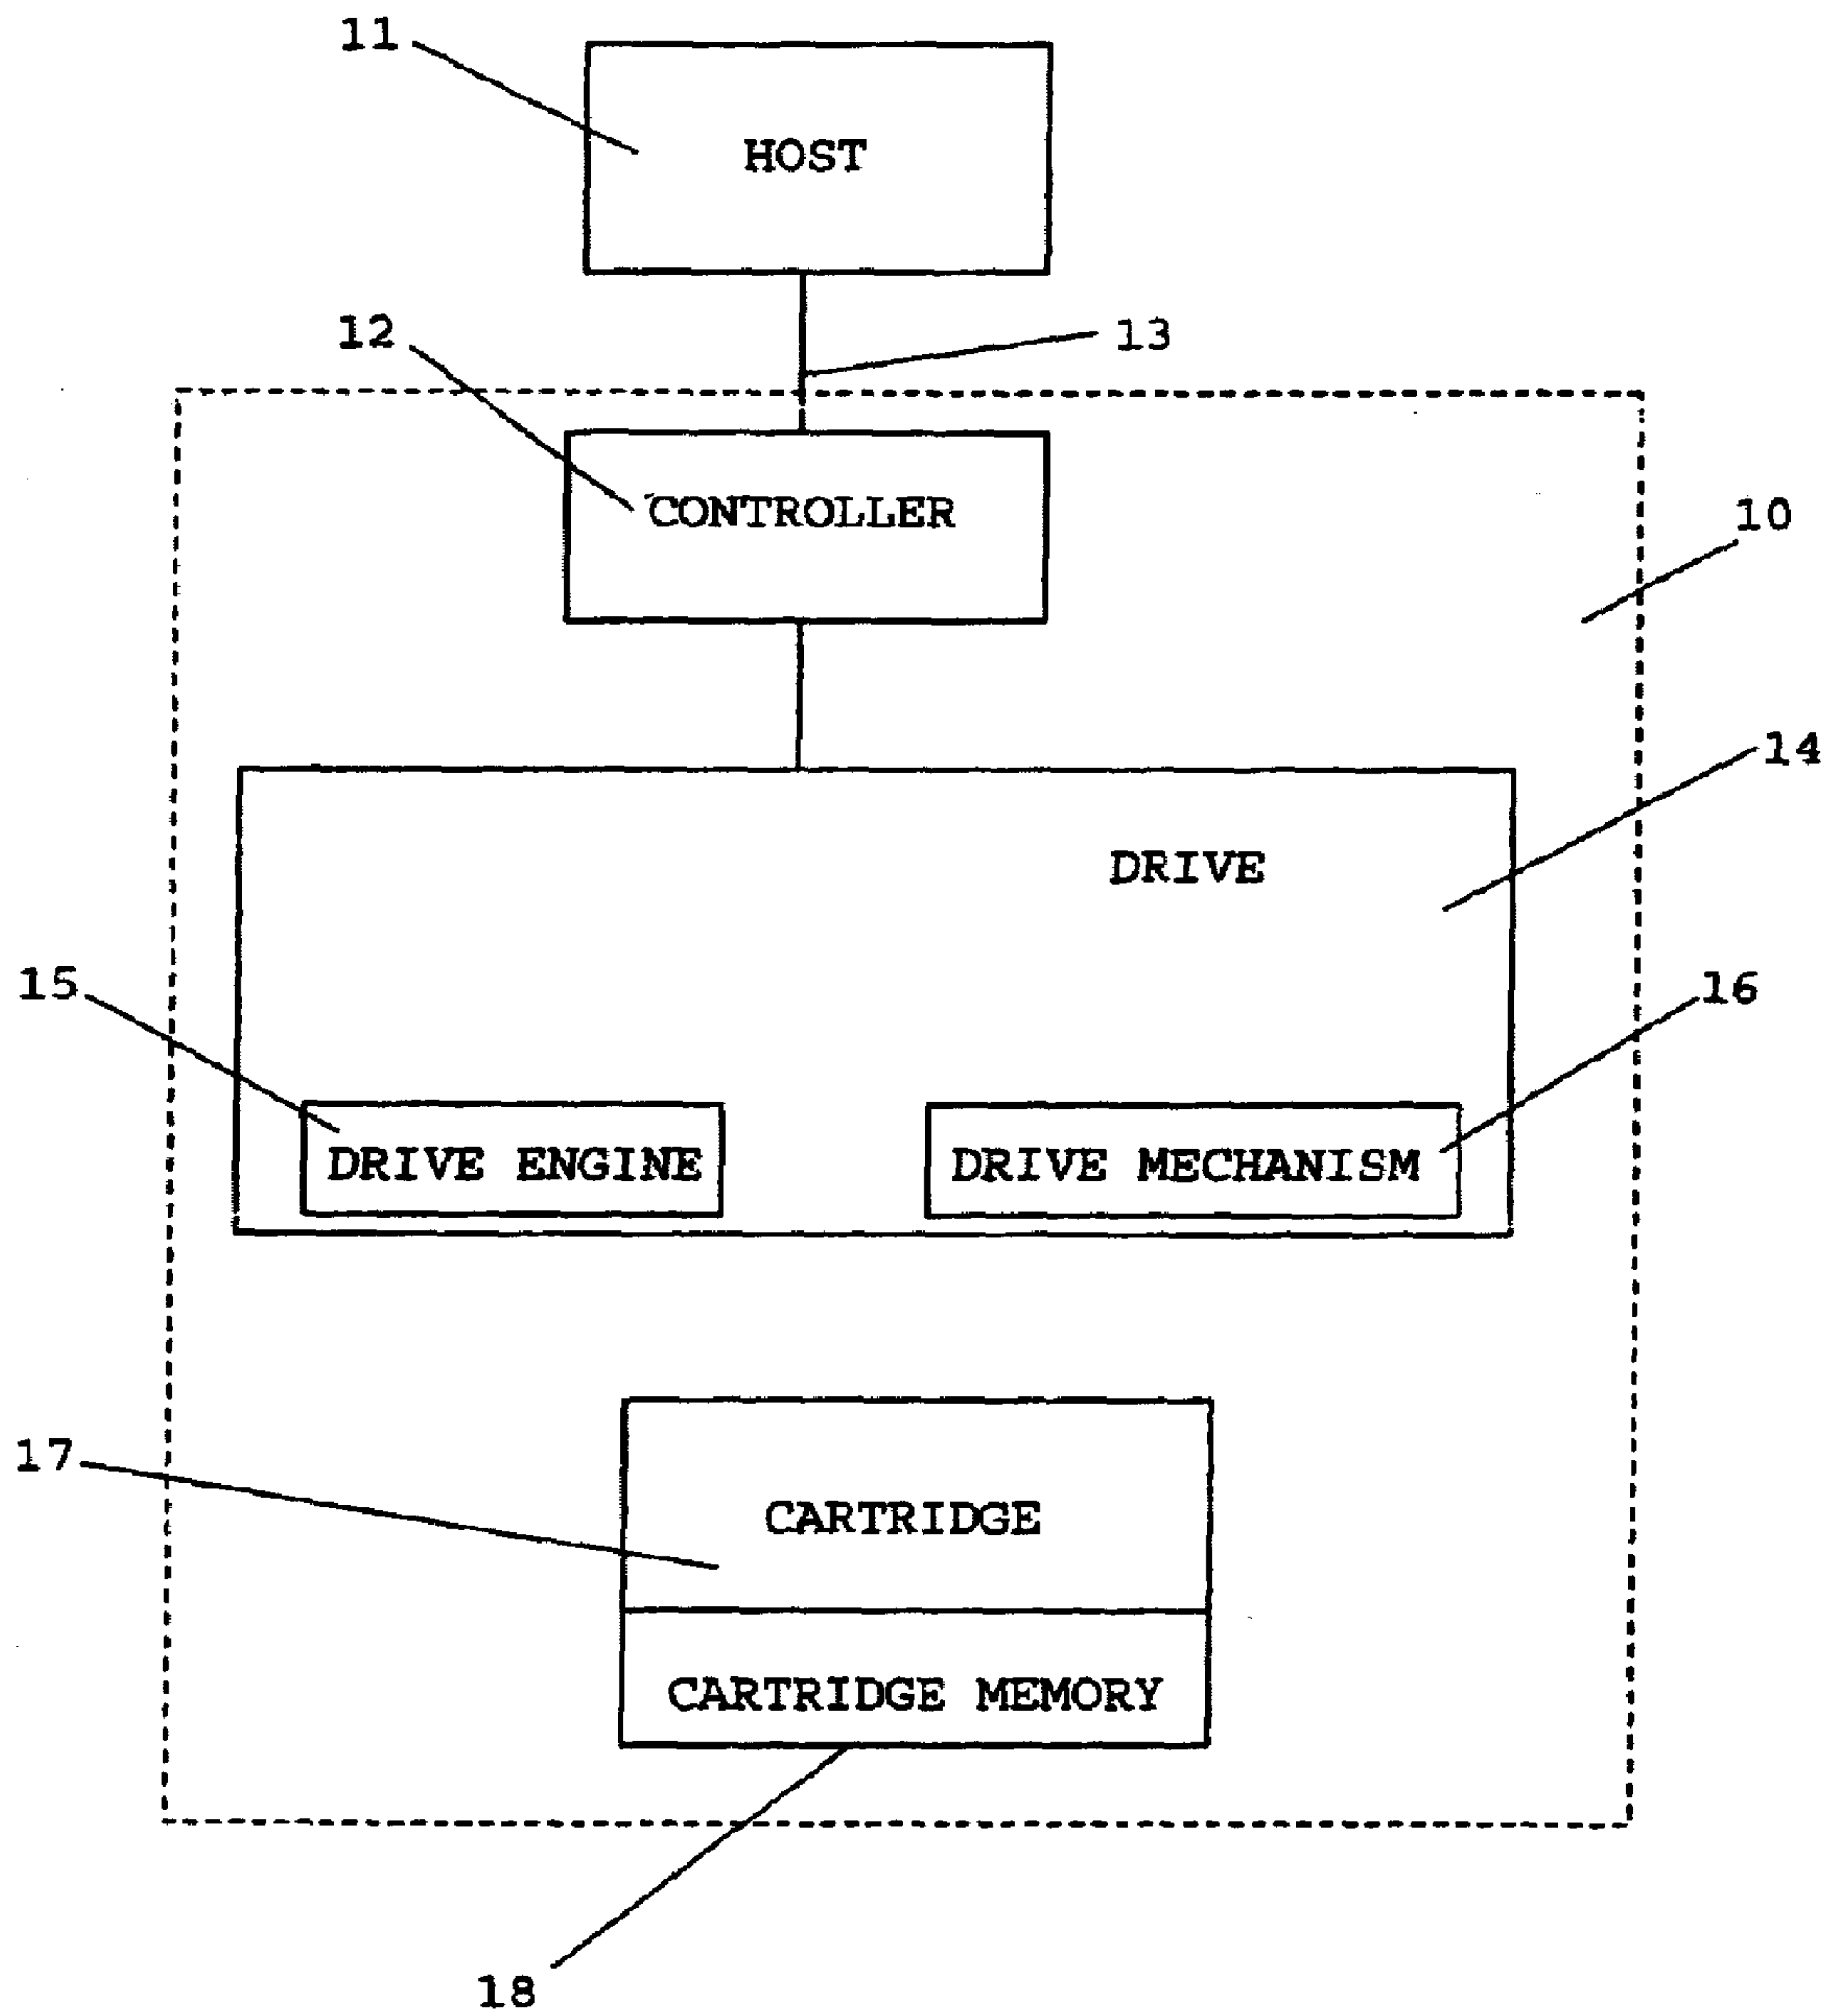 11
HOST
12
13
CONTROLLER
10
14
DRIVE
15
16
DRIVE ENGINE
DRIVE MECHANISM
17
CARTRIDGE
CARTRIDGE MEMORY
18